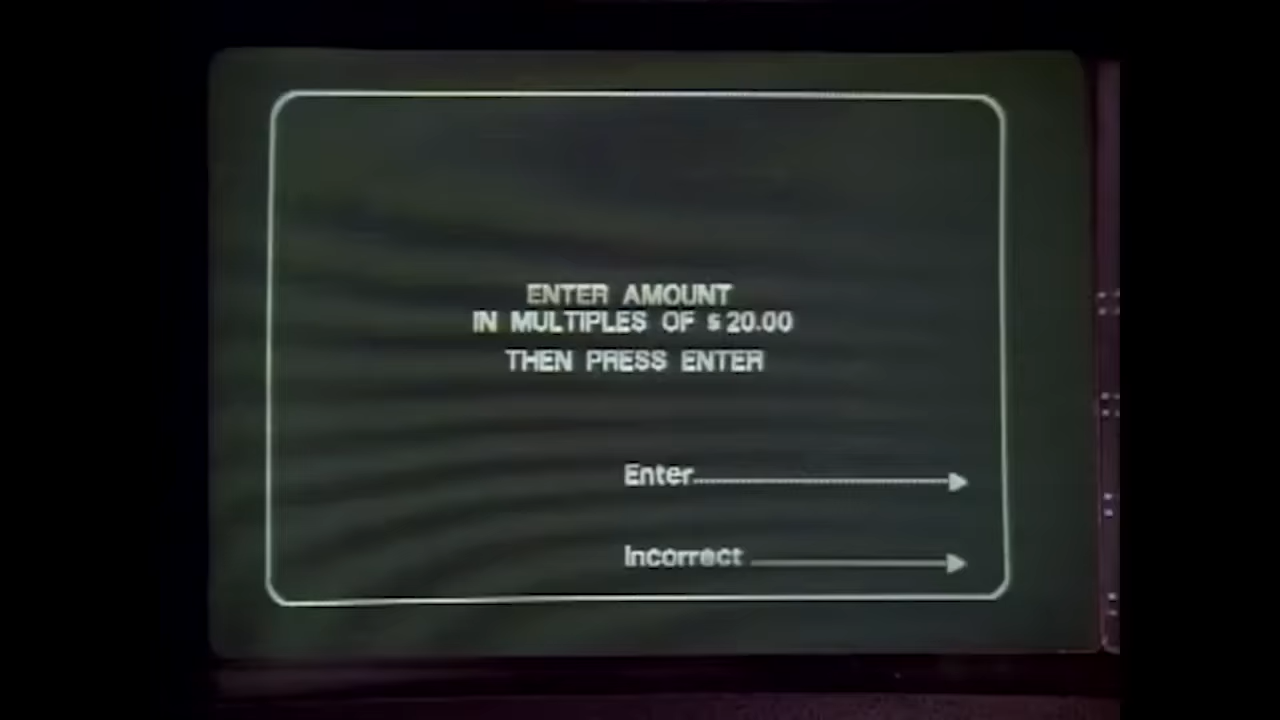 ENTER AMOUNT
IN MULTIPLES OF $20.00
THEN PRESS ENTER
Enter
Incorrect